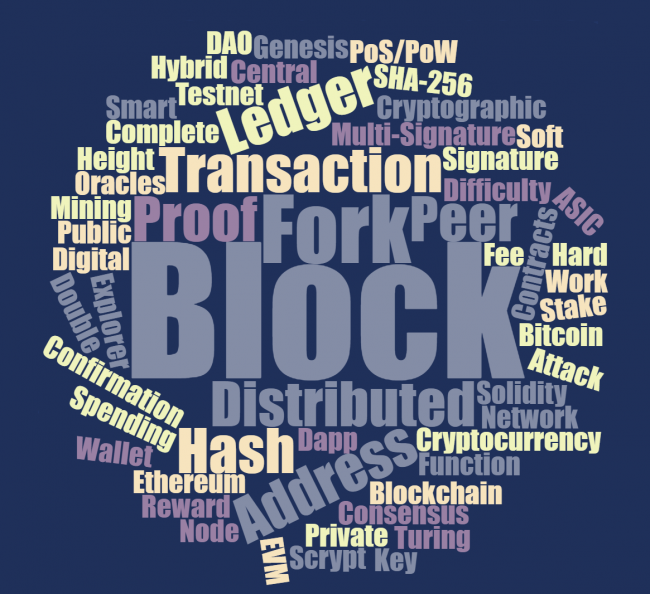 DAO Genesis PoS/PoW
Hybrid Central SHA-256
Testnet Ledger
Smart Cryptographic
Complete Multi-Signature Soft
Height Transaction Signature
Oracles Difficulty ASIC
Mining Proof Fork Peer
Public Contracts
Digital Block Fee Hard
Double Explorer Work
Stake
Bitcoin
Confirmation Attack
Spending Distributed Solidity
Network
Wallet Hash Dapp Cryptocurrency
Address Function
Ethereum Blockchain
Reward Consensus
Node Private Turing
EVM Scrypt Key